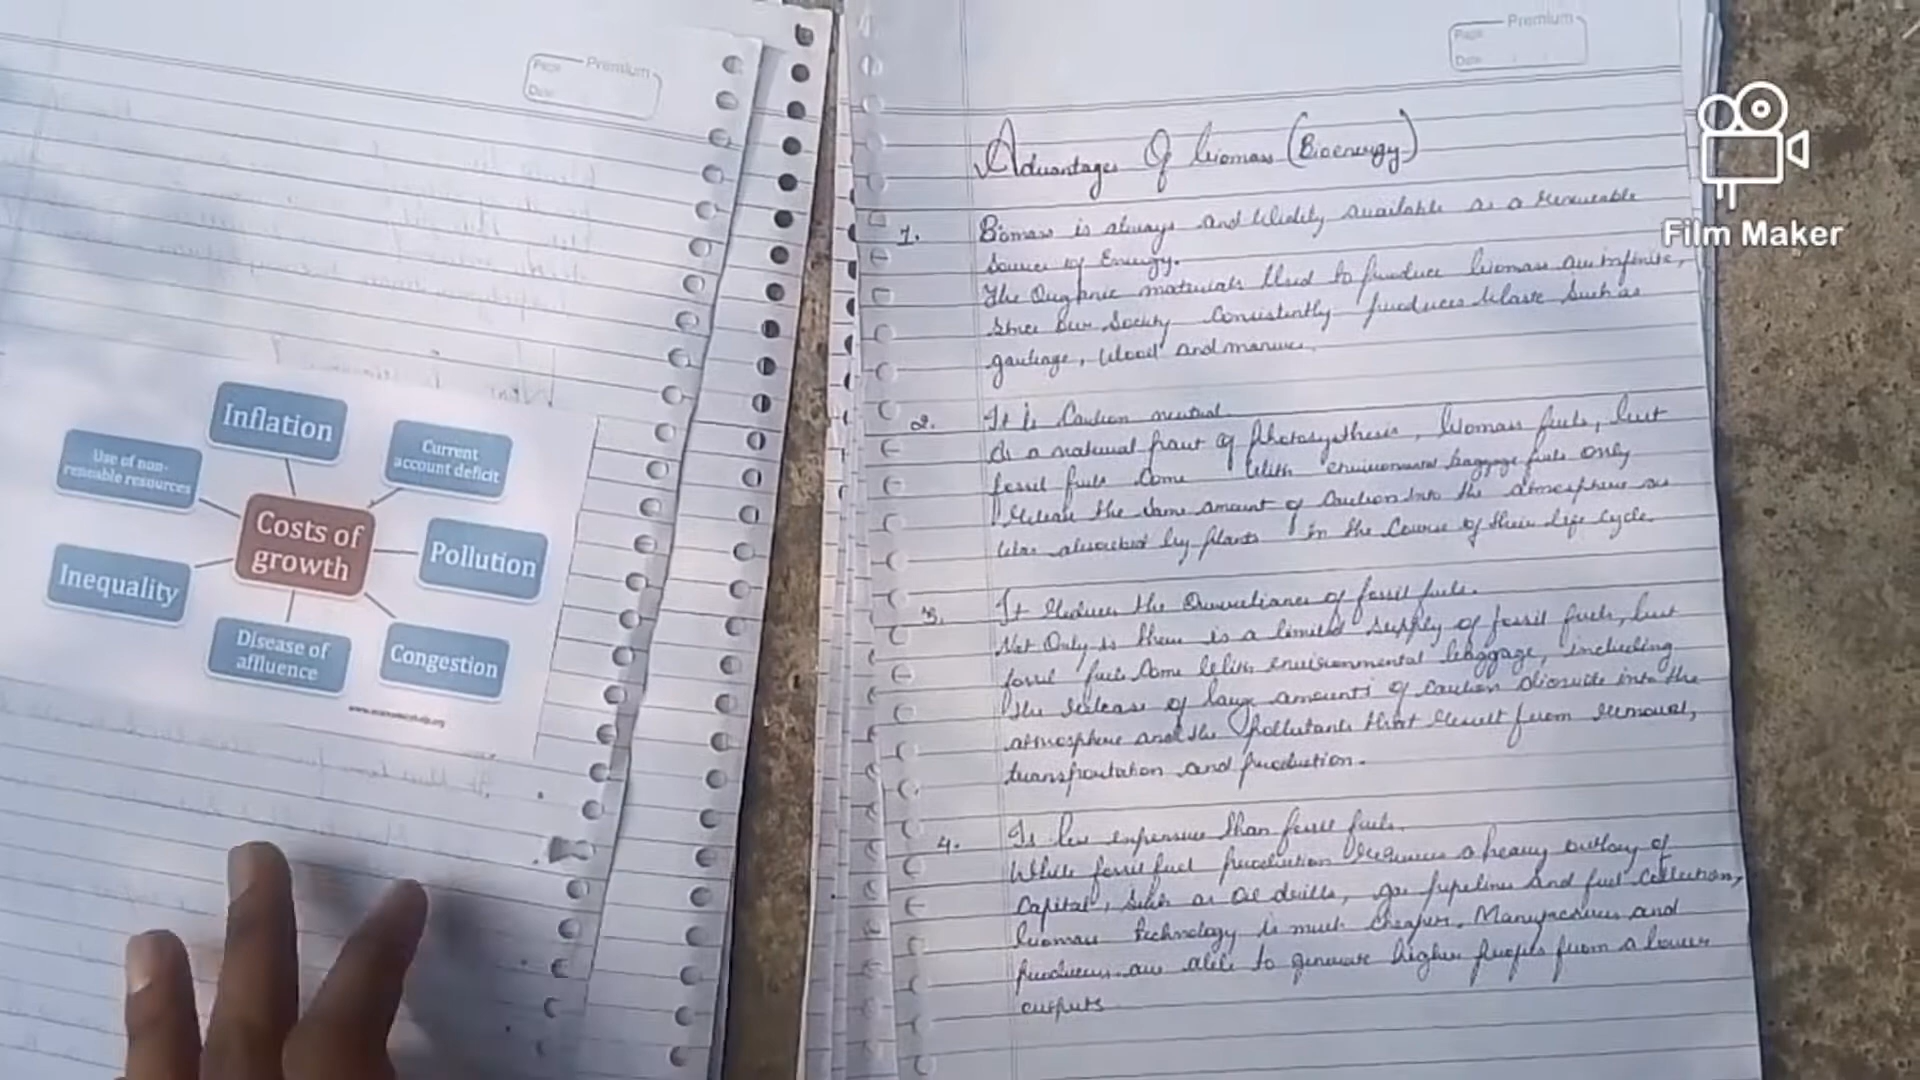 Page
Premium
Date
Inflation
Current
account deficit
Use of non-
reneable resources
Costs of
growth
Pollution
Inequality
Disease of
affluence
Congestion
Page
Premium
Date
Film Maker
Advantages Of biomass (Bioenergy)
1. Biomass is always and Widely available as a renewable
Source of Energy.
The Organic materials Used to produce biomass are infinite,
Since our Society Consistently produces Waste Such as
garbage, Wood and manure.
2. It is Carbon neutral
As a natural part of Photosythesis, biomass fuels, but
fossil fuels Come With environmental baggage fuels only
release the Same amount of Carbon into the atmosphere as
Was absorbed by plants in the Course of their life cycle.
3. It Reduces the Overreliance of fossil fuels.
Not Only is there is a limited supply of fossil fuels, but
fossil fuels Come With environmental baggage, including
the release of large amounts of Carbon dioxide into the
atmosphere and the pollutants that Result from removal,
transportation and production.
4. Is less expensive than fossil fuels.
While fossil fuel production Requires a heavy outlay of
Capital, Such as Oil drills, gas pipelines and fuel Collection,
biomass technology is much Cheaper. and
producers are able to generate higher from a lower
outputs